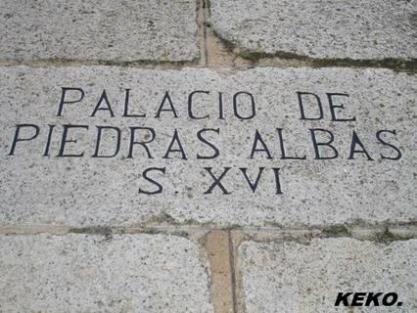 PALACIO DE
PIEDRAS ALBAS
S. XVI
KEKO.